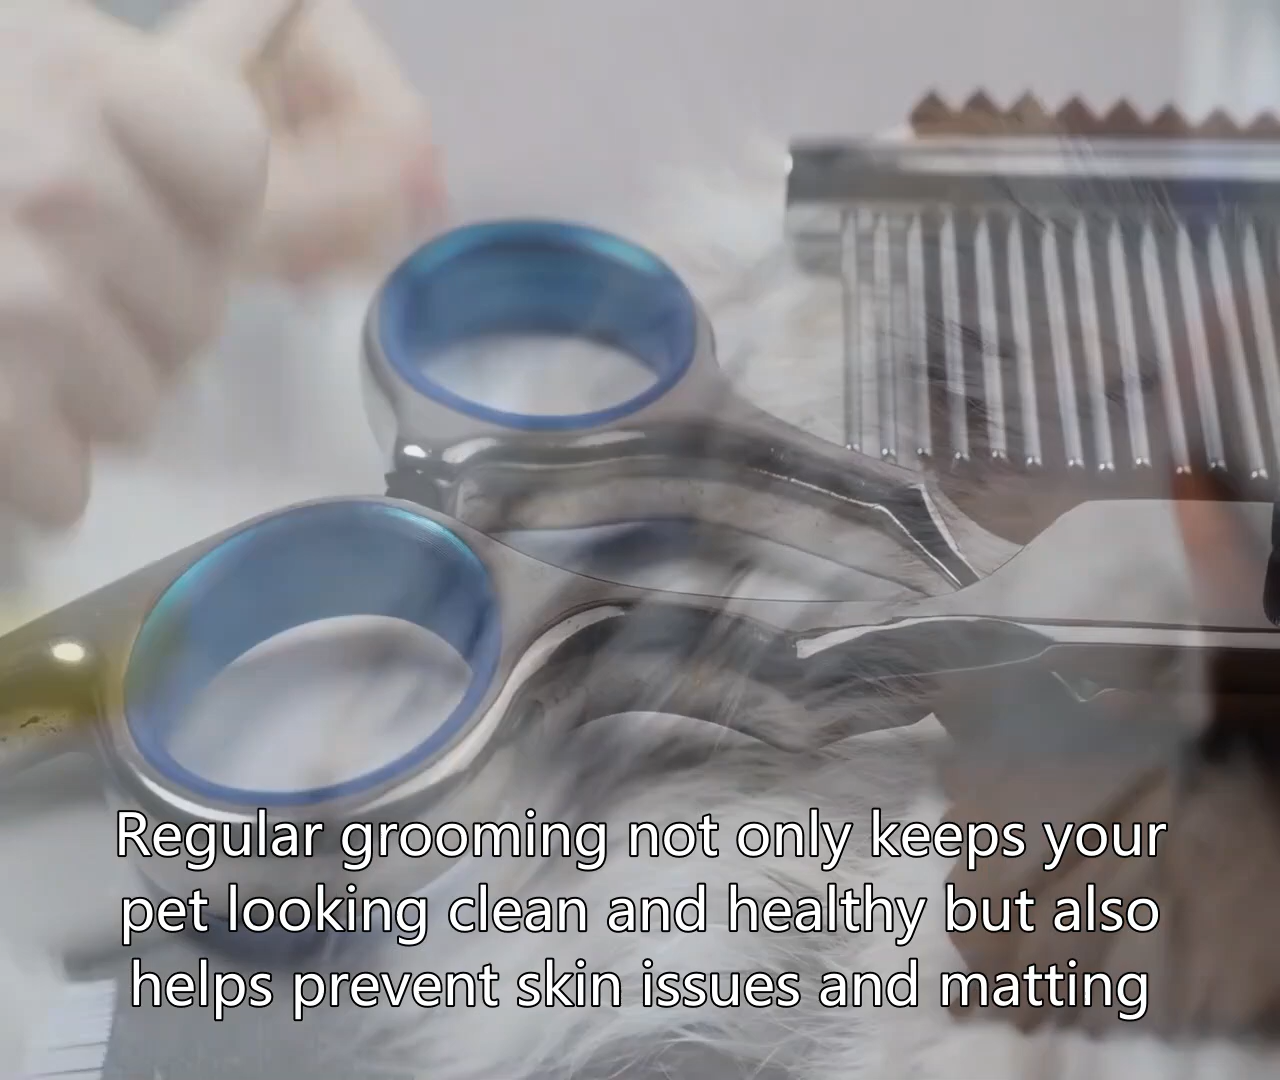 Regular grooming not only keeps your
pet looking clean and healthy but also
helps prevent skin issues and matting